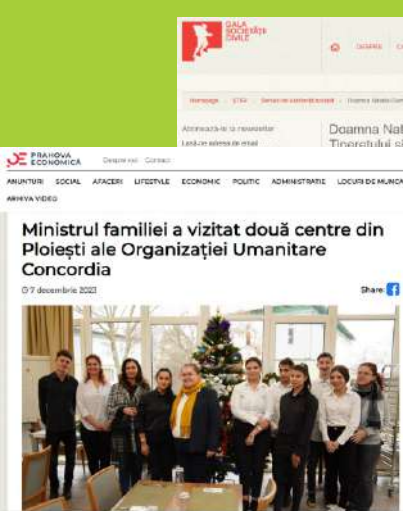 GALA
SOCIETĂȚII
CIVILE
DESPRE
Homepage
Doamna Nat
Tineretului și
PRAHOVA
ECONOMICĂ
Despre noi Contact
ANUNTURI SOCIAL AFACERI LIFESTYLE ECONOMIC POLITIC ADMINISTRATIE LOCURI DE MUNCA
ARHIVA VIDEO
Ministrul familiei a vizitat două centre din
Ploiești ale Organizației Umanitare
Concordia
7 decembrie 2023
Share: